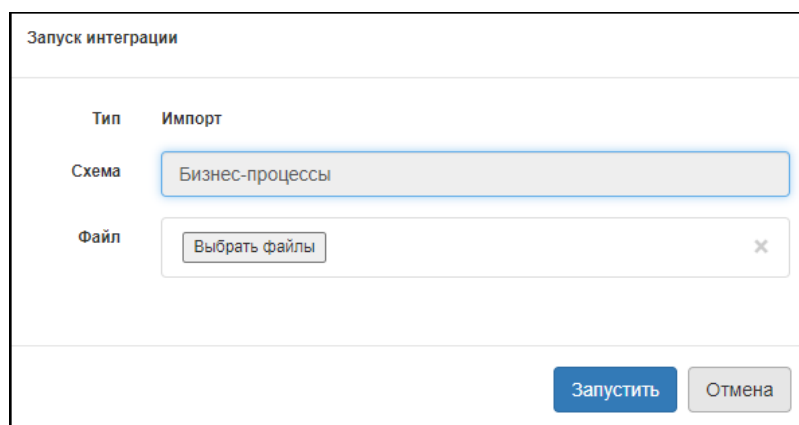 Запуск интеграции
Тип Импорт
Схема Бизнес-процессы
Файл Выбрать файлы ×
Запустить Отмена